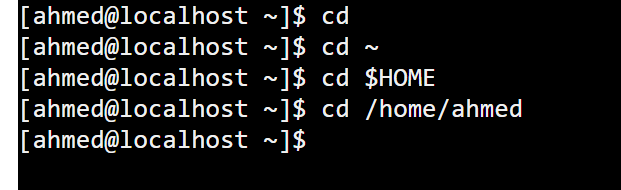 [ahmed@localhost ~]$ cd
[ahmed@localhost ~]$ cd ~
[ahmed@localhost ~]$ cd $HOME
[ahmed@localhost ~]$ cd /home/ahmed
[ahmed@localhost ~]$